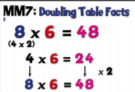 MM7: Doubling Table Facts
8 x 6 = 48
(4 x 2)
4 x 6 = 24
↓ ↓ x 2
8 x 6 = 48